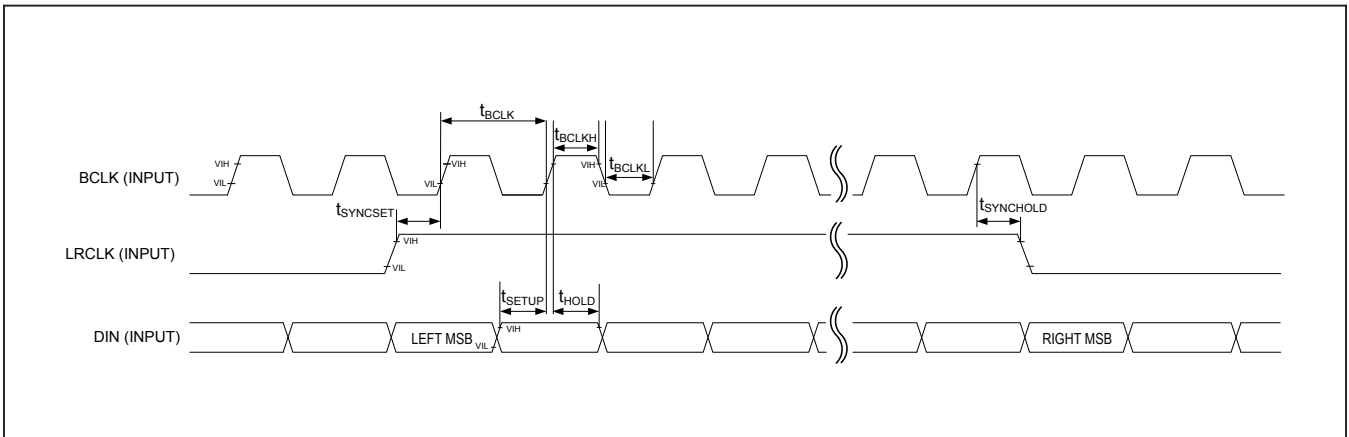 tBCLK
tBCLKH
VIH
VIH
VIH
BCLK (INPUT)
VIL
VIL
VIL
tBCLKL
tSYNCSET
tSYNCHOLD
VIH
LRCLK (INPUT)
VIL
tSETUP
tHOLD
VIH
DIN (INPUT)
LEFT MSB
VIL
RIGHT MSB